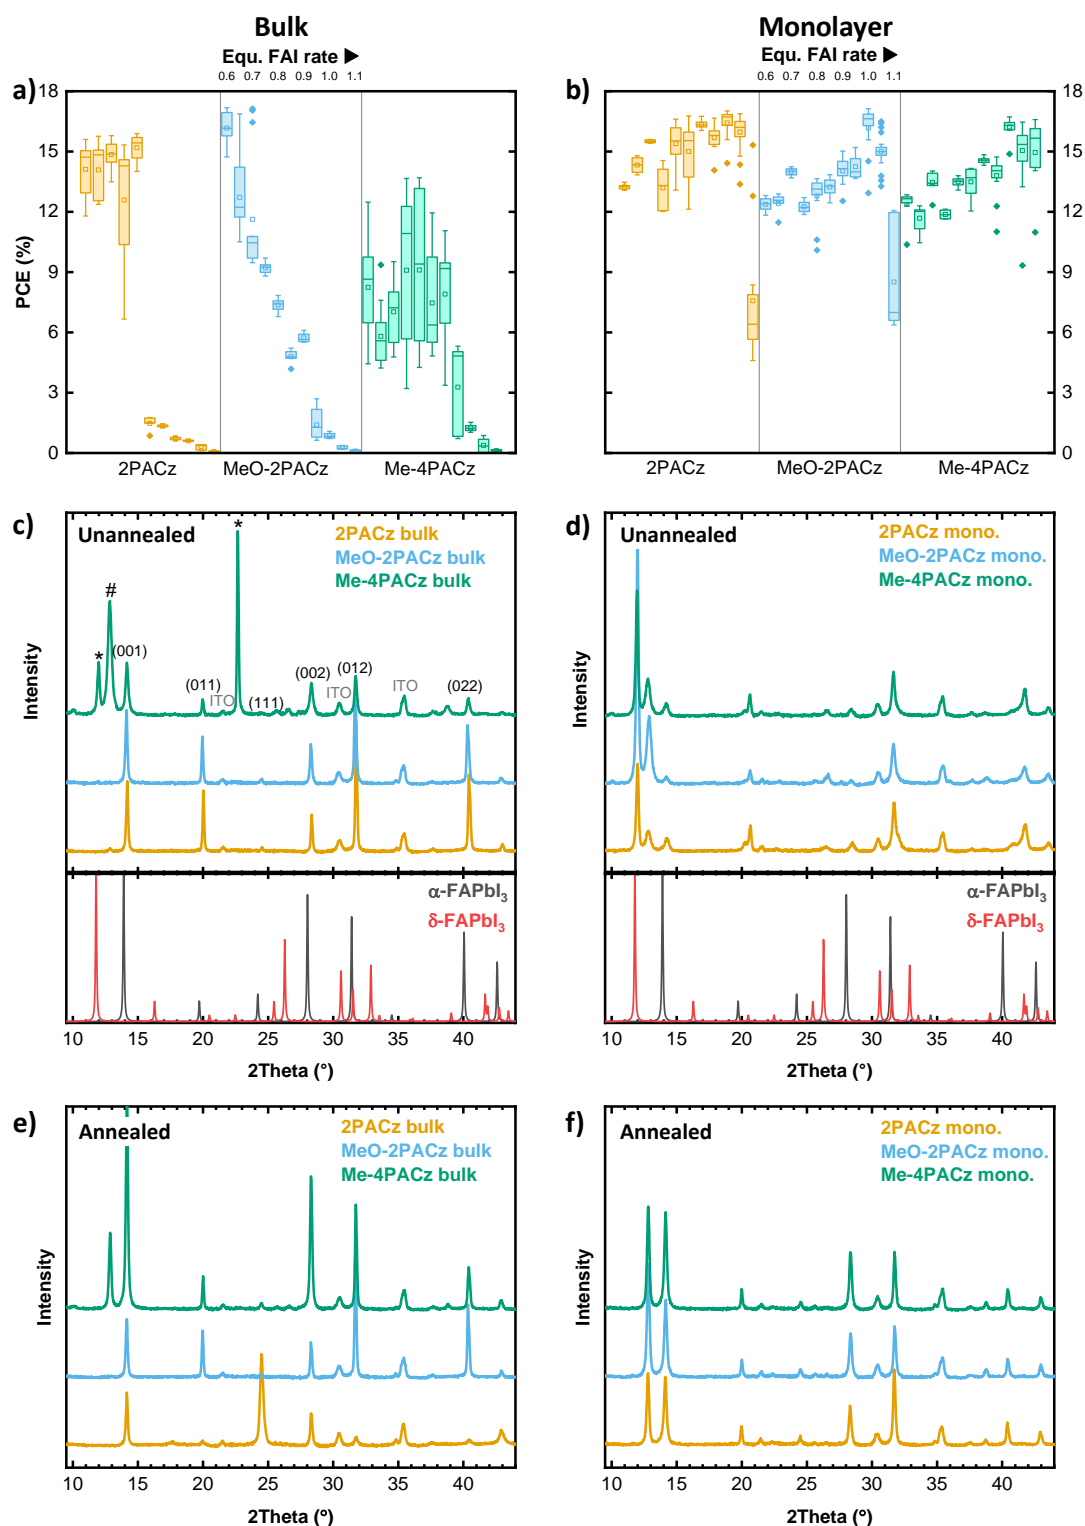 Bulk
Monolayer
Equ. FAI rate ►
Equ. FAI rate ►
0.6 0.7 0.8 0.9 1.0 1.1
0.6 0.7 0.8 0.9 1.0 1.1
a)
b)
18
15
12
9
6
3
0
PCE (%)
2PACz MeO-2PACz Me-4PACz
18
15
12
9
6
3
0
2PACz MeO-2PACz Me-4PACz
c)
Unannealed
2PACz bulk
MeO-2PACz bulk
Me-4PACz bulk
*
#
*
(001)
(011)
ITO
(111)
(002)
ITO
(012)
ITO
(022)
Intensity
α-FAPbI₃
δ-FAPbI₃
10 15 20 25 30 35 40
2Theta (°)
d)
Unannealed
2PACz mono.
MeO-2PACz mono.
Me-4PACz mono.
Intensity
α-FAPbI₃
δ-FAPbI₃
10 15 20 25 30 35 40
2Theta (°)
e)
Annealed
2PACz bulk
MeO-2PACz bulk
Me-4PACz bulk
Intensity
10 15 20 25 30 35 40
2Theta (°)
f)
Annealed
2PACz mono.
MeO-2PACz mono.
Me-4PACz mono.
Intensity
10 15 20 25 30 35 40
2Theta (°)